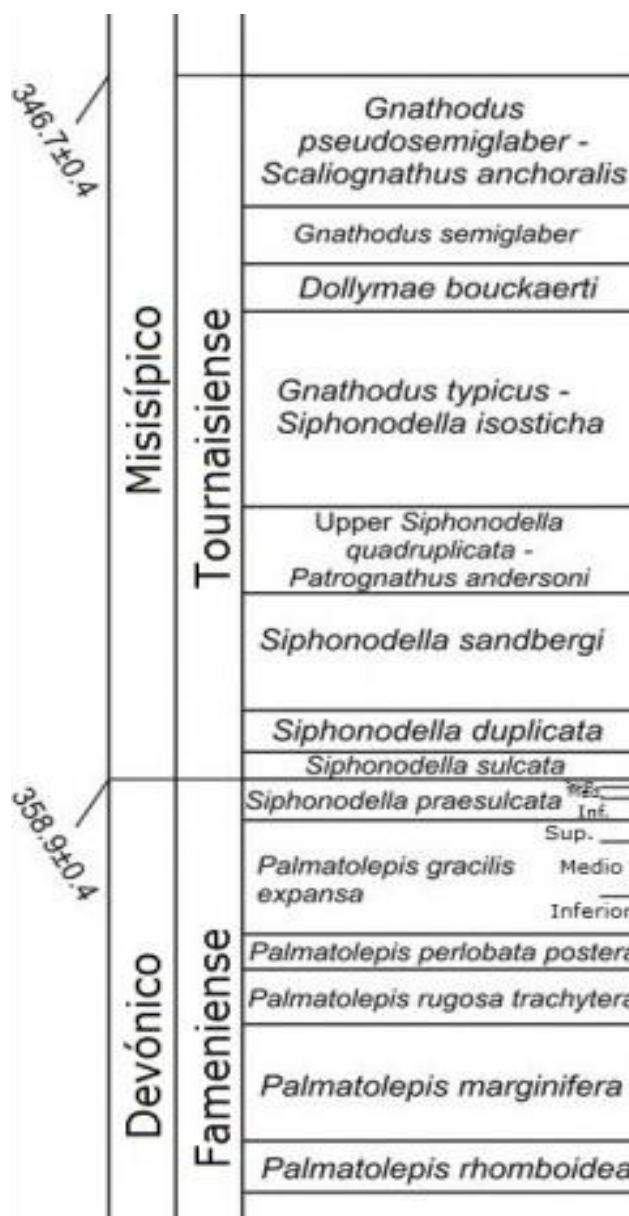 346.7±0.4
Misisípico
Tournaisiense
Gnathodus
pseudosemiglaber -
Scaliognathus anchoralis
Gnathodus semiglaber
Dollymae bouckaerti
Gnathodus typicus -
Siphonodella isosticha
Upper Siphonodella
quadruplicata -
Patrognathus andersoni
Siphonodella sandbergi
Siphonodella duplicata
Siphonodella sulcata
358.9±0.4
Devónico
Fameniense
Siphonodella praesulcata
Inf.
Palmatolepis gracilis
expansa
Sup.
Medio
Inferior
Palmatolepis perlobata postera
Palmatolepis rugosa trachytera
Palmatolepis marginifera
Palmatolepis rhomboidea